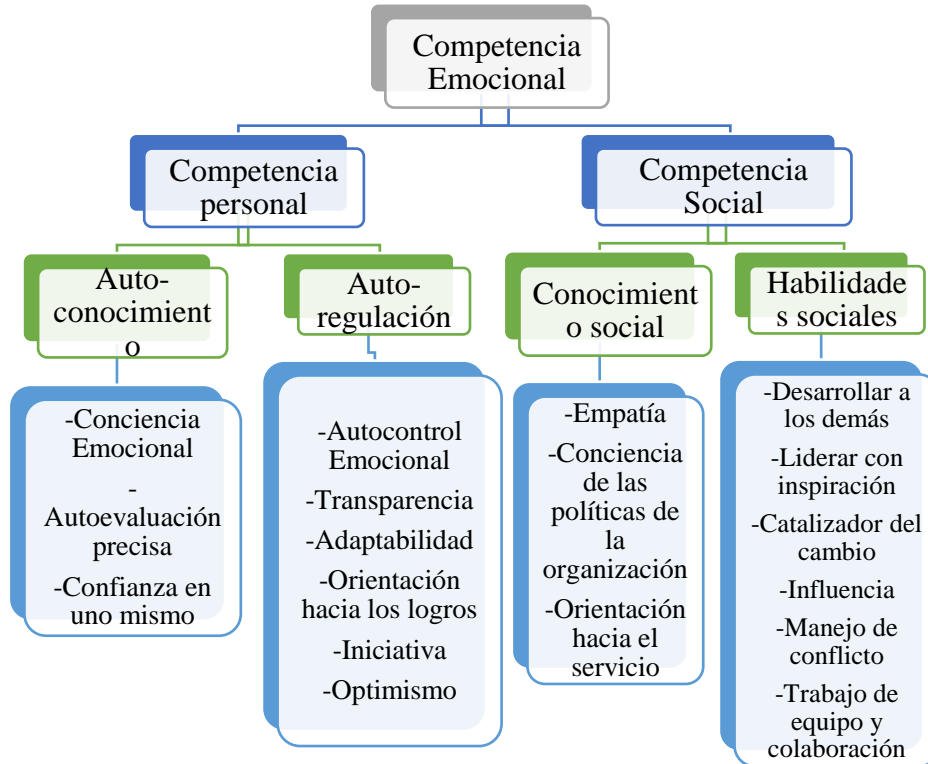 Competencia
Emocional
Competencia
personal
Competencia
Social
Auto-
conocimient
o
Auto-
regulación
Conocimient
o social
Habilidade
s sociales
-Conciencia
Emocional
-
Autoevaluación
precisa
-Confianza en
uno mismo
-Autocontrol
Emocional
-Transparencia
-Adaptabilidad
-Orientación
hacia los logros
-Iniciativa
-Optimismo
-Empatía
-Conciencia
de las
políticas de
la
organización
-Orientación
hacia el
servicio
-Desarrollar a
los demás
-Liderar con
inspiración
-Catalizador del
cambio
-Influencia
-Manejo de
conflicto
-Trabajo de
equipo y
colaboración